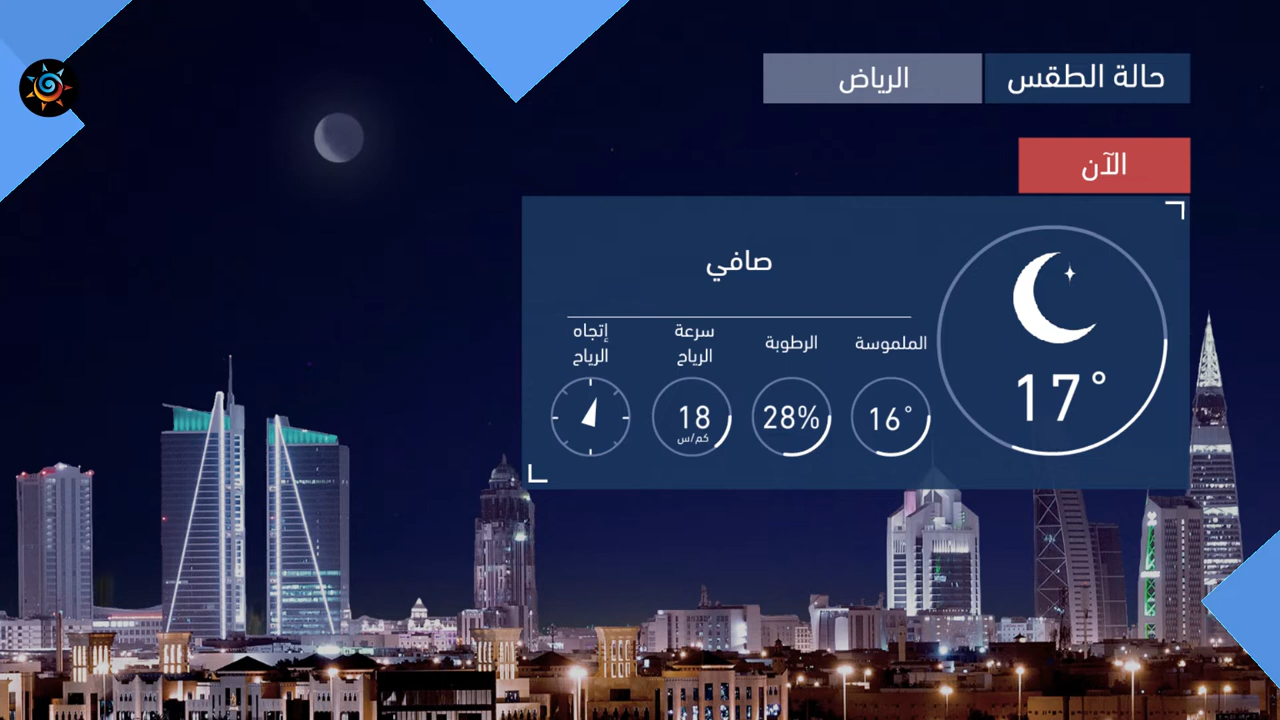 حالة الطقس
الرياض
الآن
17°
صافي
الملموسة
16°
الرطوبة
28%
سرعة
الرياح
18
كم/س
إتجاه
الرياح